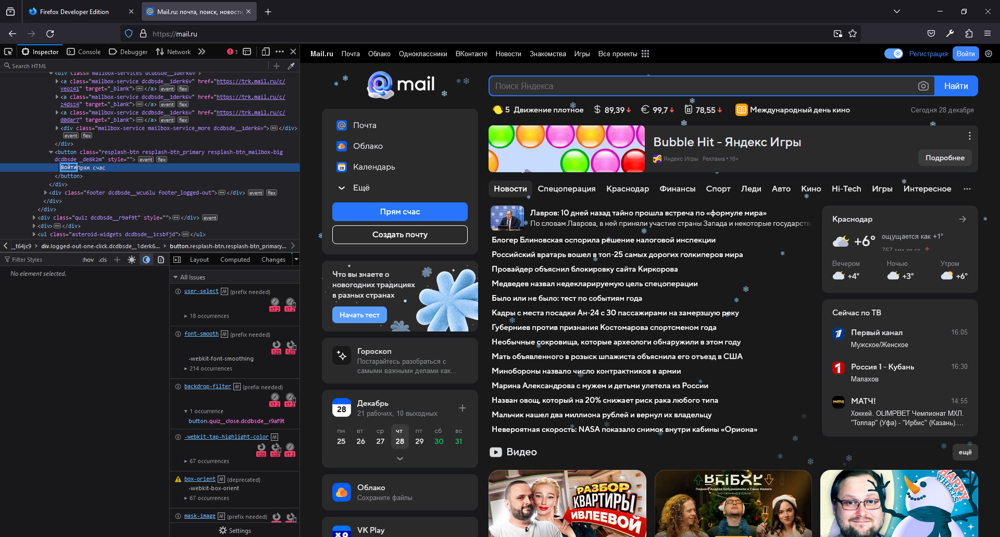 Firefox Developer Edition
Mail.ru: почта, поиск, новости,
https://mail.ru
Inspector
Console
Debugger
Network
1
Search HTML
<div class="mailbox-services dcdbsde__1derk6v">
<a class="mailbox-service dcdbsde__1derk6v" href="https://trk.mail.ru/c/
veoz41" target="_blank"></a> event flex
<a class="mailbox-service dcdbsde__1derk6v" href="https://trk.mail.ru/c/
z4dsz4" target="_blank"></a> event flex
<a class="mailbox-service dcdbsde__1derk6v" href="https://trk.mail.ru/c/
d0dar7" target="_blank"></a> event flex
<div class="mailbox-service mailbox-service_more dcdbsde__1derk6v"></div>
event flex
</div>
<button class="resplash-btn resplash-btn_primary resplash-btn_mailbox-big
dcdbsde _de8k2m" style=""> event flex
Войти Прям счас
</button>
</div>
<div class="footer dcdbsde__wcu6lu footer_logged-out"></div> event flex
</div>
</div>
<div class="quiz dcdbsde__r9af9t" style=""></div> event
<div></div>
<ul class="asteroid-widgets dcdbsde__1csbfjd"></ul>
_t64jc9
div.logged-out-one-click.dcdbsde__1derk6...
button.resplash-btn.resplash-btn_primary...
Filter Styles
:hov .cls
Layout
Computed
Changes
No element selected.
All Issues
user-select (prefix needed)
17.2 17.2
18 occurrences
font-smooth (prefix needed)
120 120
-webkit-font-smoothing
214 occurrences
backdrop-filter (prefix needed)
17.2 17.2
1 occurrence
button.quiz__close.dcdbsde__r9af9t
-webkit-tap-highlight-color
120 120 17.2
67 occurrences
box-orient (deprecated)
-webkit-box-orient
67 occurrences
mask-image (prefix needed)
Settings
Mail.ru Почта Облако Одноклассники ВКонтакте Новости Знакомства Игры Все проекты
Регистрация
Войти
mail
Поиск Яндекса
Найти
5 Движение плотное
$ 89,39
€ 99,7
78,55
Международный день кино
Сегодня 28 декабря
Почта
Облако
28 Календарь
Ещё
Прям счас
Создать почту
Bubble Hit - Яндекс Игры
Яндекс Игры Реклама • 16+
Подробнее
Новости Спецоперация Краснодар Финансы Спорт Леди Авто Кино Hi-Tech Игры Интересное
Лавров: 10 дней назад тайно прошла встреча по «формуле мира»
По словам Лаврова, в ней приняли участие страны Запада и некоторые государства
Блогер Блиновская оспорила решение налоговой инспекции
Российский вратарь вошел в топ-25 самых дорогих голкиперов мира
Провайдер объяснил блокировку сайта Киркорова
Медведев назвал недекларируемую цель спецоперации
Было или не было: тест по событиям года
Кадры с места посадки Ан-24 с 30 пассажирами на замерзшую реку
Губерниев против признания Костомарова спортсменом года
Необычные сокровища, которые археологи обнаружили в этом году
Мать объявленного в розыск шпажиста объяснила его отъезд в США
Минобороны назвало число контрактников в армии
Марина Александрова с мужем и детьми улетела из России
Назван овощ, который на 20% снижает риск рака любого типа
Мальчик нашел два миллиона рублей и вернул их владельцу
Невероятная скорость: NASA показало снимок внутри кабины «Ориона»
Краснодар
+6°
ощущается как +1°
767 мм рт.ст.
Вечером Ночью Утром
+4° +3° +6°
Сейчас по ТВ
Первый канал 16:05
Мужское/Женское
Россия 1 - Кубань 16:30
Малахов
МАТЧ! МАТЧ! 14:55
Хоккей. OLIMPBET Чемпионат МХЛ.
"Толпар" (Уфа) - "Ирбис" (Казань)....
Что вы знаете о
новогодних традициях
в разных странах
Начать тест
Гороскоп
Постарайтесь разобраться с
самыми важными делами как...
28 Декабрь
21 рабочих, 10 выходных
пн вт ср чт пт сб вс
25 26 27 28 29 30 31
Облако
Сохраните файлы
VK Play
Видео
ещё
РАЗБОР
КВАРТИРЫ
ИВЛЕЕВОЙ
ВЫБОР
Подкаст Андрея Бебуришвили и Саши Малого
Эксклюзивно в Дзене
HAPPY
WHEELS